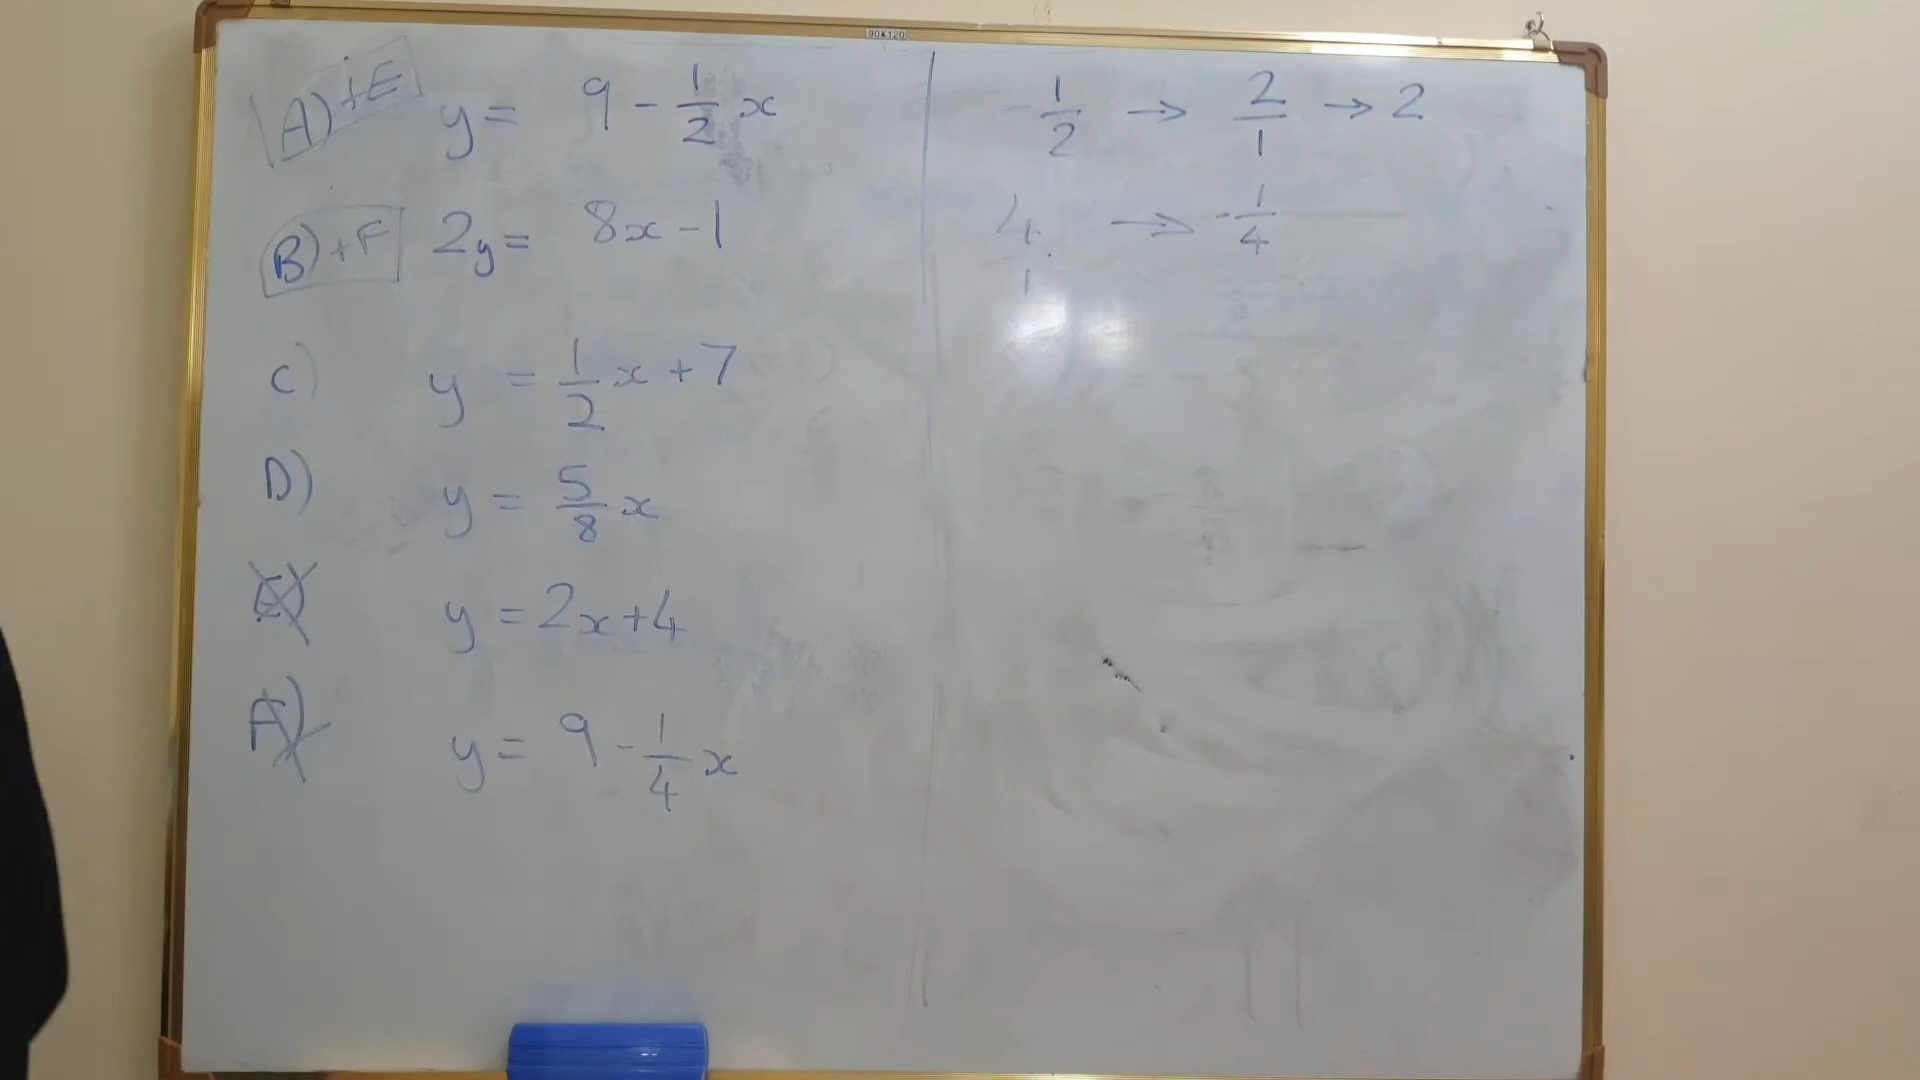 90X120
A)+E y = 9 - 1/2 x
B)+F 2y = 8x - 1
C) y = 1/2 x + 7
D) y = 5/8 x
E) y = 2x + 4
F) y = 9 - 1/4 x
-1/2 → 2/1 → 2
4/1 → -1/4